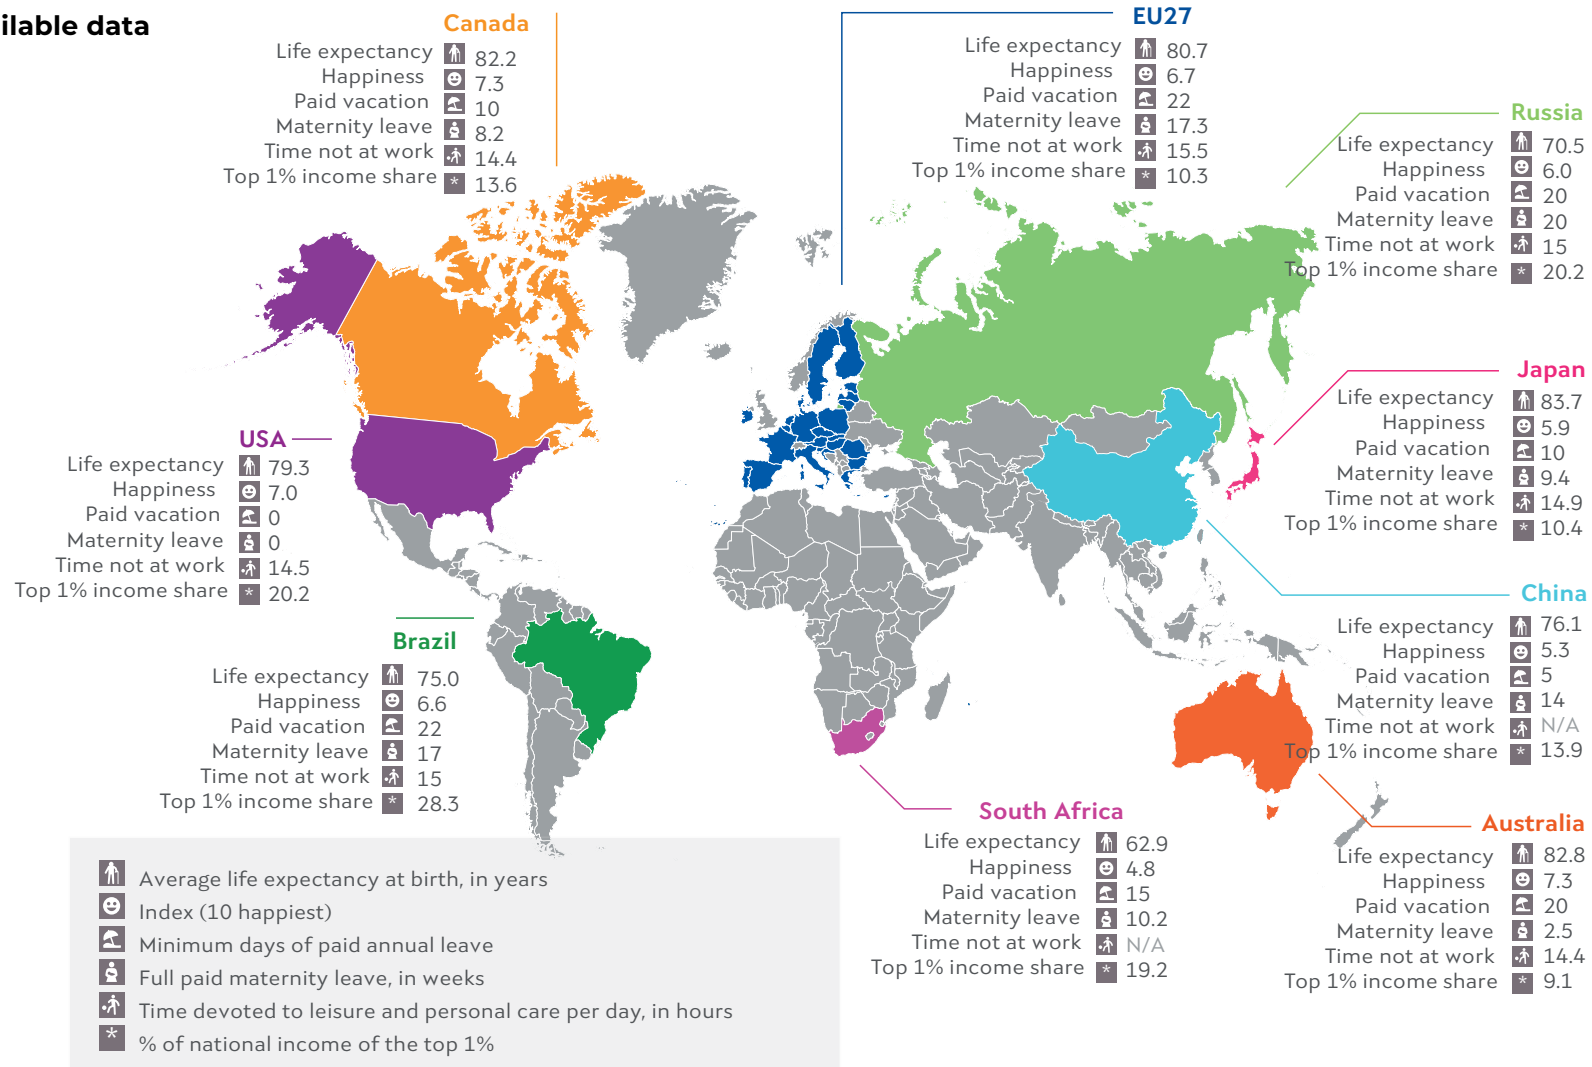 ilable data
Canada
Life expectancy 82.2
Happiness 7.3
Paid vacation 10
Maternity leave 8.2
Time not at work 14.4
Top 1% income share * 13.6
EU27
Life expectancy 80.7
Happiness 6.7
Paid vacation 22
Maternity leave 17.3
Time not at work 15.5
Top 1% income share * 10.3
Russia
Life expectancy 70.5
Happiness 6.0
Paid vacation 20
Maternity leave 20
Time not at work 15
Top 1% income share * 20.2
Japan
Life expectancy 83.7
Happiness 5.9
Paid vacation 10
Maternity leave 9.4
Time not at work 14.9
Top 1% income share * 10.4
USA
Life expectancy 79.3
Happiness 7.0
Paid vacation 0
Maternity leave 0
Time not at work 14.5
Top 1% income share * 20.2
China
Life expectancy 76.1
Happiness 5.3
Paid vacation 5
Maternity leave 14
Time not at work N/A
Top 1% income share * 13.9
Brazil
Life expectancy 75.0
Happiness 6.6
Paid vacation 22
Maternity leave 17
Time not at work 15
Top 1% income share * 28.3
South Africa
Life expectancy 62.9
Happiness 4.8
Paid vacation 15
Maternity leave 10.2
Time not at work N/A
Top 1% income share * 19.2
Australia
Life expectancy 82.8
Happiness 7.3
Paid vacation 20
Maternity leave 2.5
Time not at work 14.4
Top 1% income share * 9.1
Average life expectancy at birth, in years
Index (10 happiest)
Minimum days of paid annual leave
Full paid maternity leave, in weeks
Time devoted to leisure and personal care per day, in hours
* % of national income of the top 1%